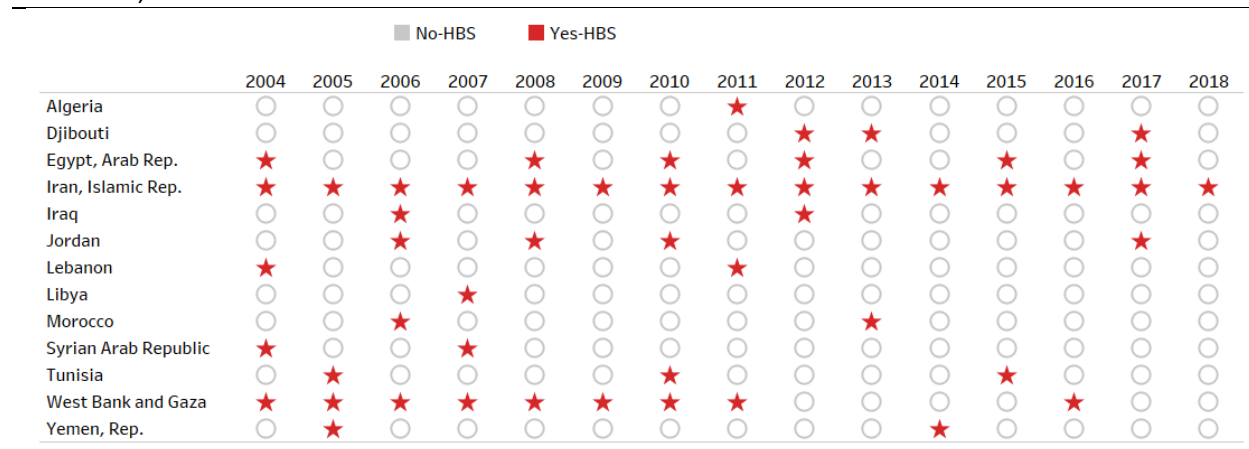 No-HBS Yes-HBS
2004 2005 2006 2007 2008 2009 2010 2011 2012 2013 2014 2015 2016 2017 2018
Algeria
Djibouti
Egypt, Arab Rep.
Iran, Islamic Rep.
Iraq
Jordan
Lebanon
Libya
Morocco
Syrian Arab Republic
Tunisia
West Bank and Gaza
Yemen, Rep.